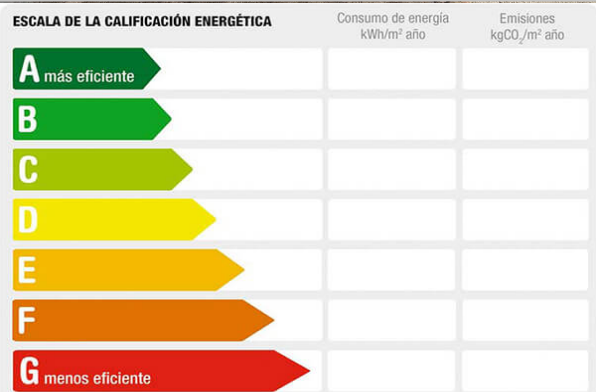 ESCALA DE LA CALIFICACIÓN ENERGÉTICA
Consumo de energía
kWh/m² año
Emisiones
kgCO₂/m² año
A más eficiente
B
C
D
E
F
G menos eficiente